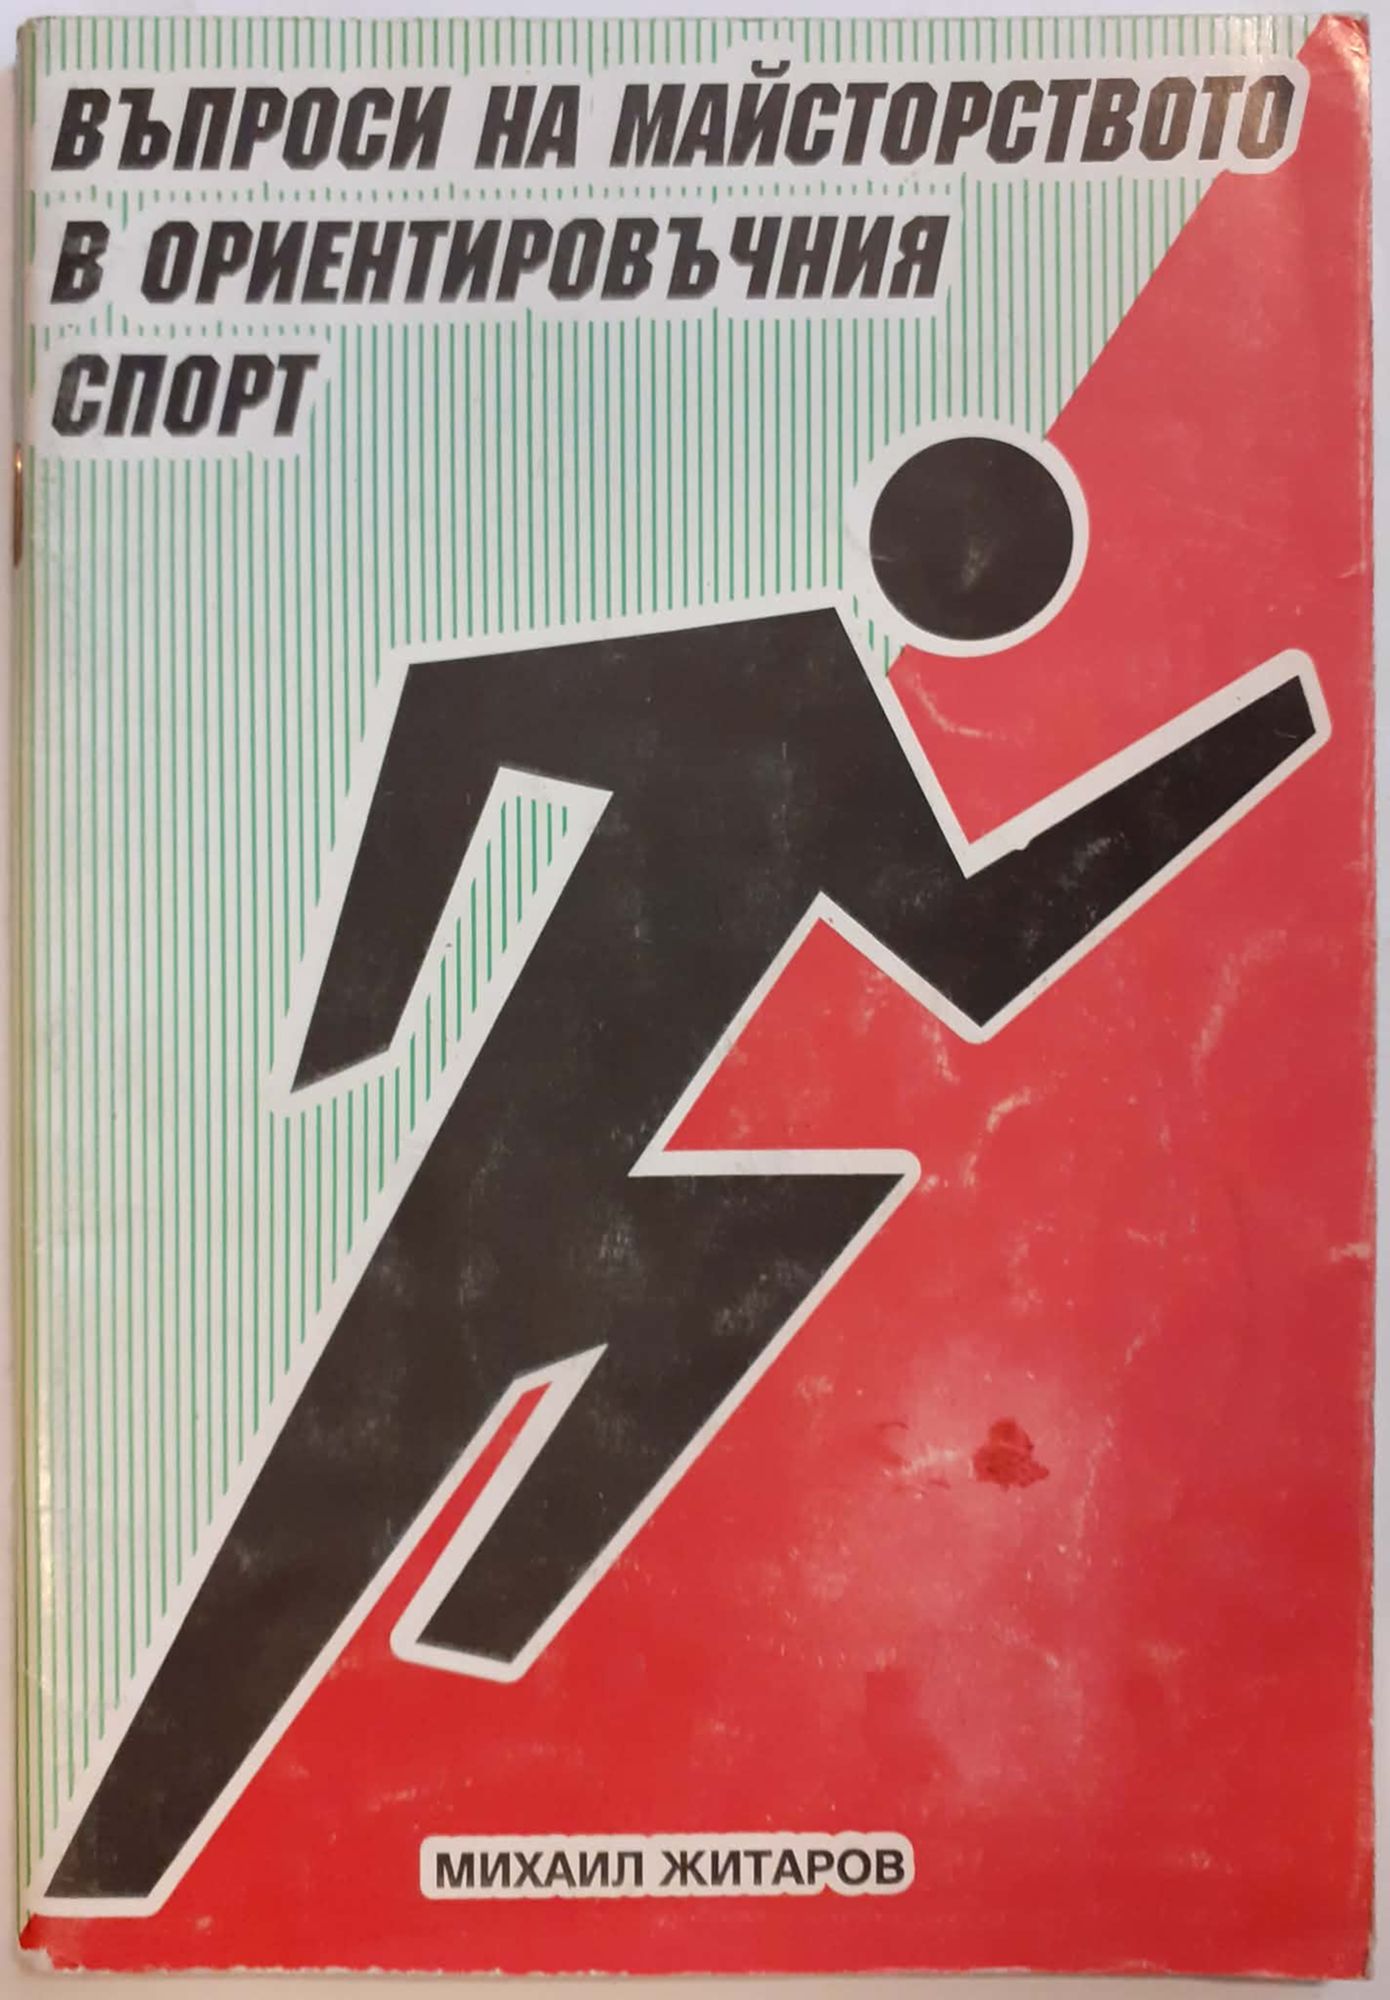 ВЪПРОСИ НА МАЙСТОРСТВОТО
В ОРИЕНТИРОВЪЧНИЯ
СПОРТ
МИХАИЛ ЖИТАРОВ